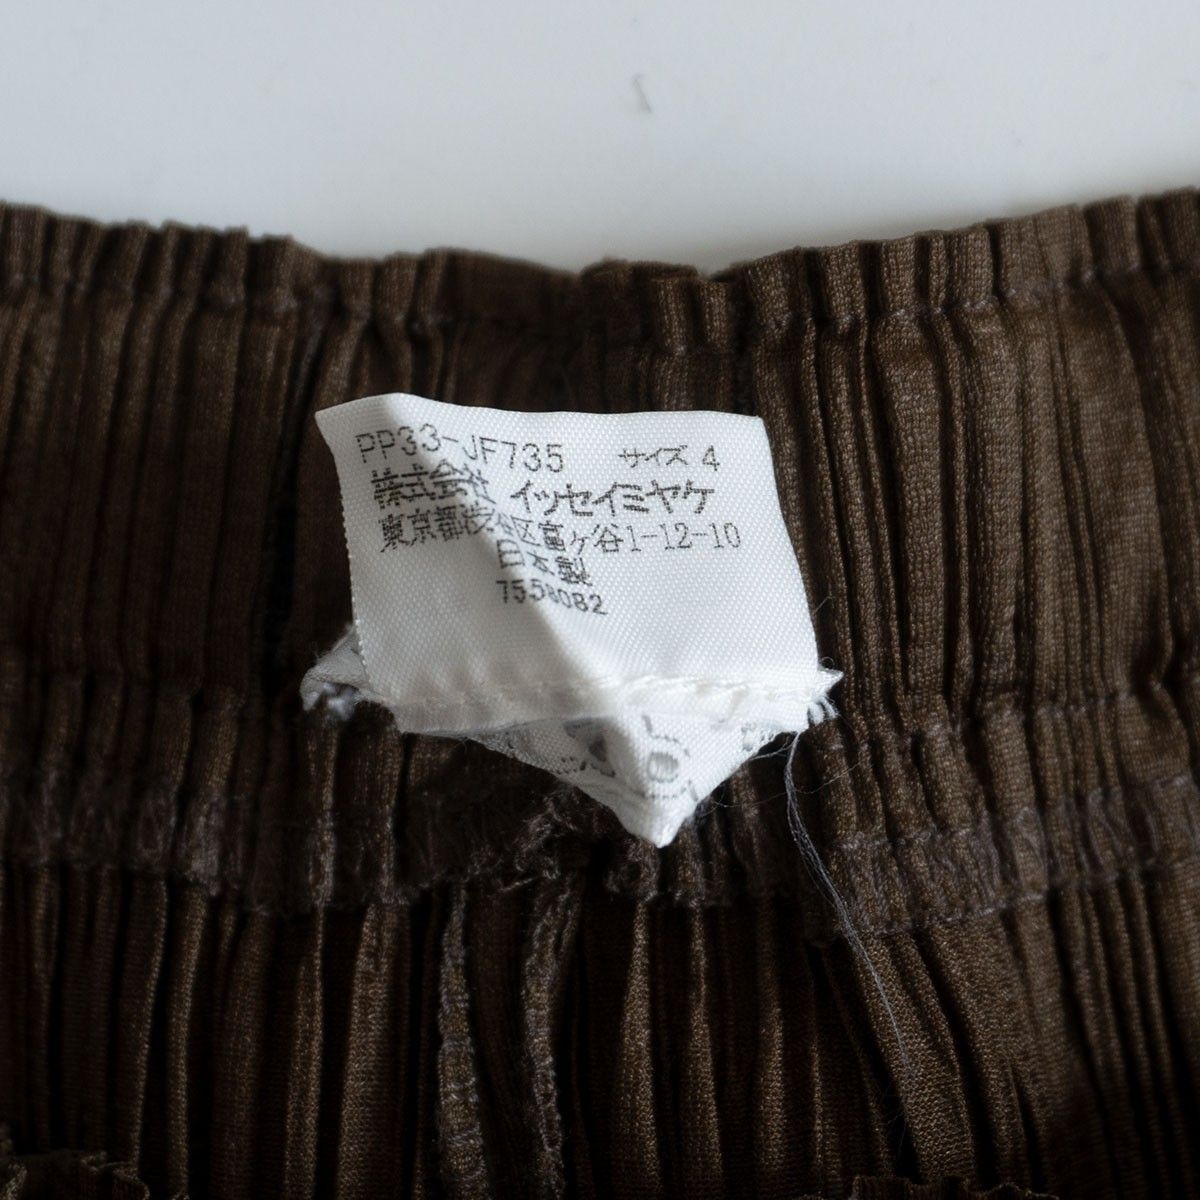 PP33-JF735 サイズ 4
株式会社 イッセイミヤケ
東京都渋谷区富ヶ谷1-12-10
日本製
7558082